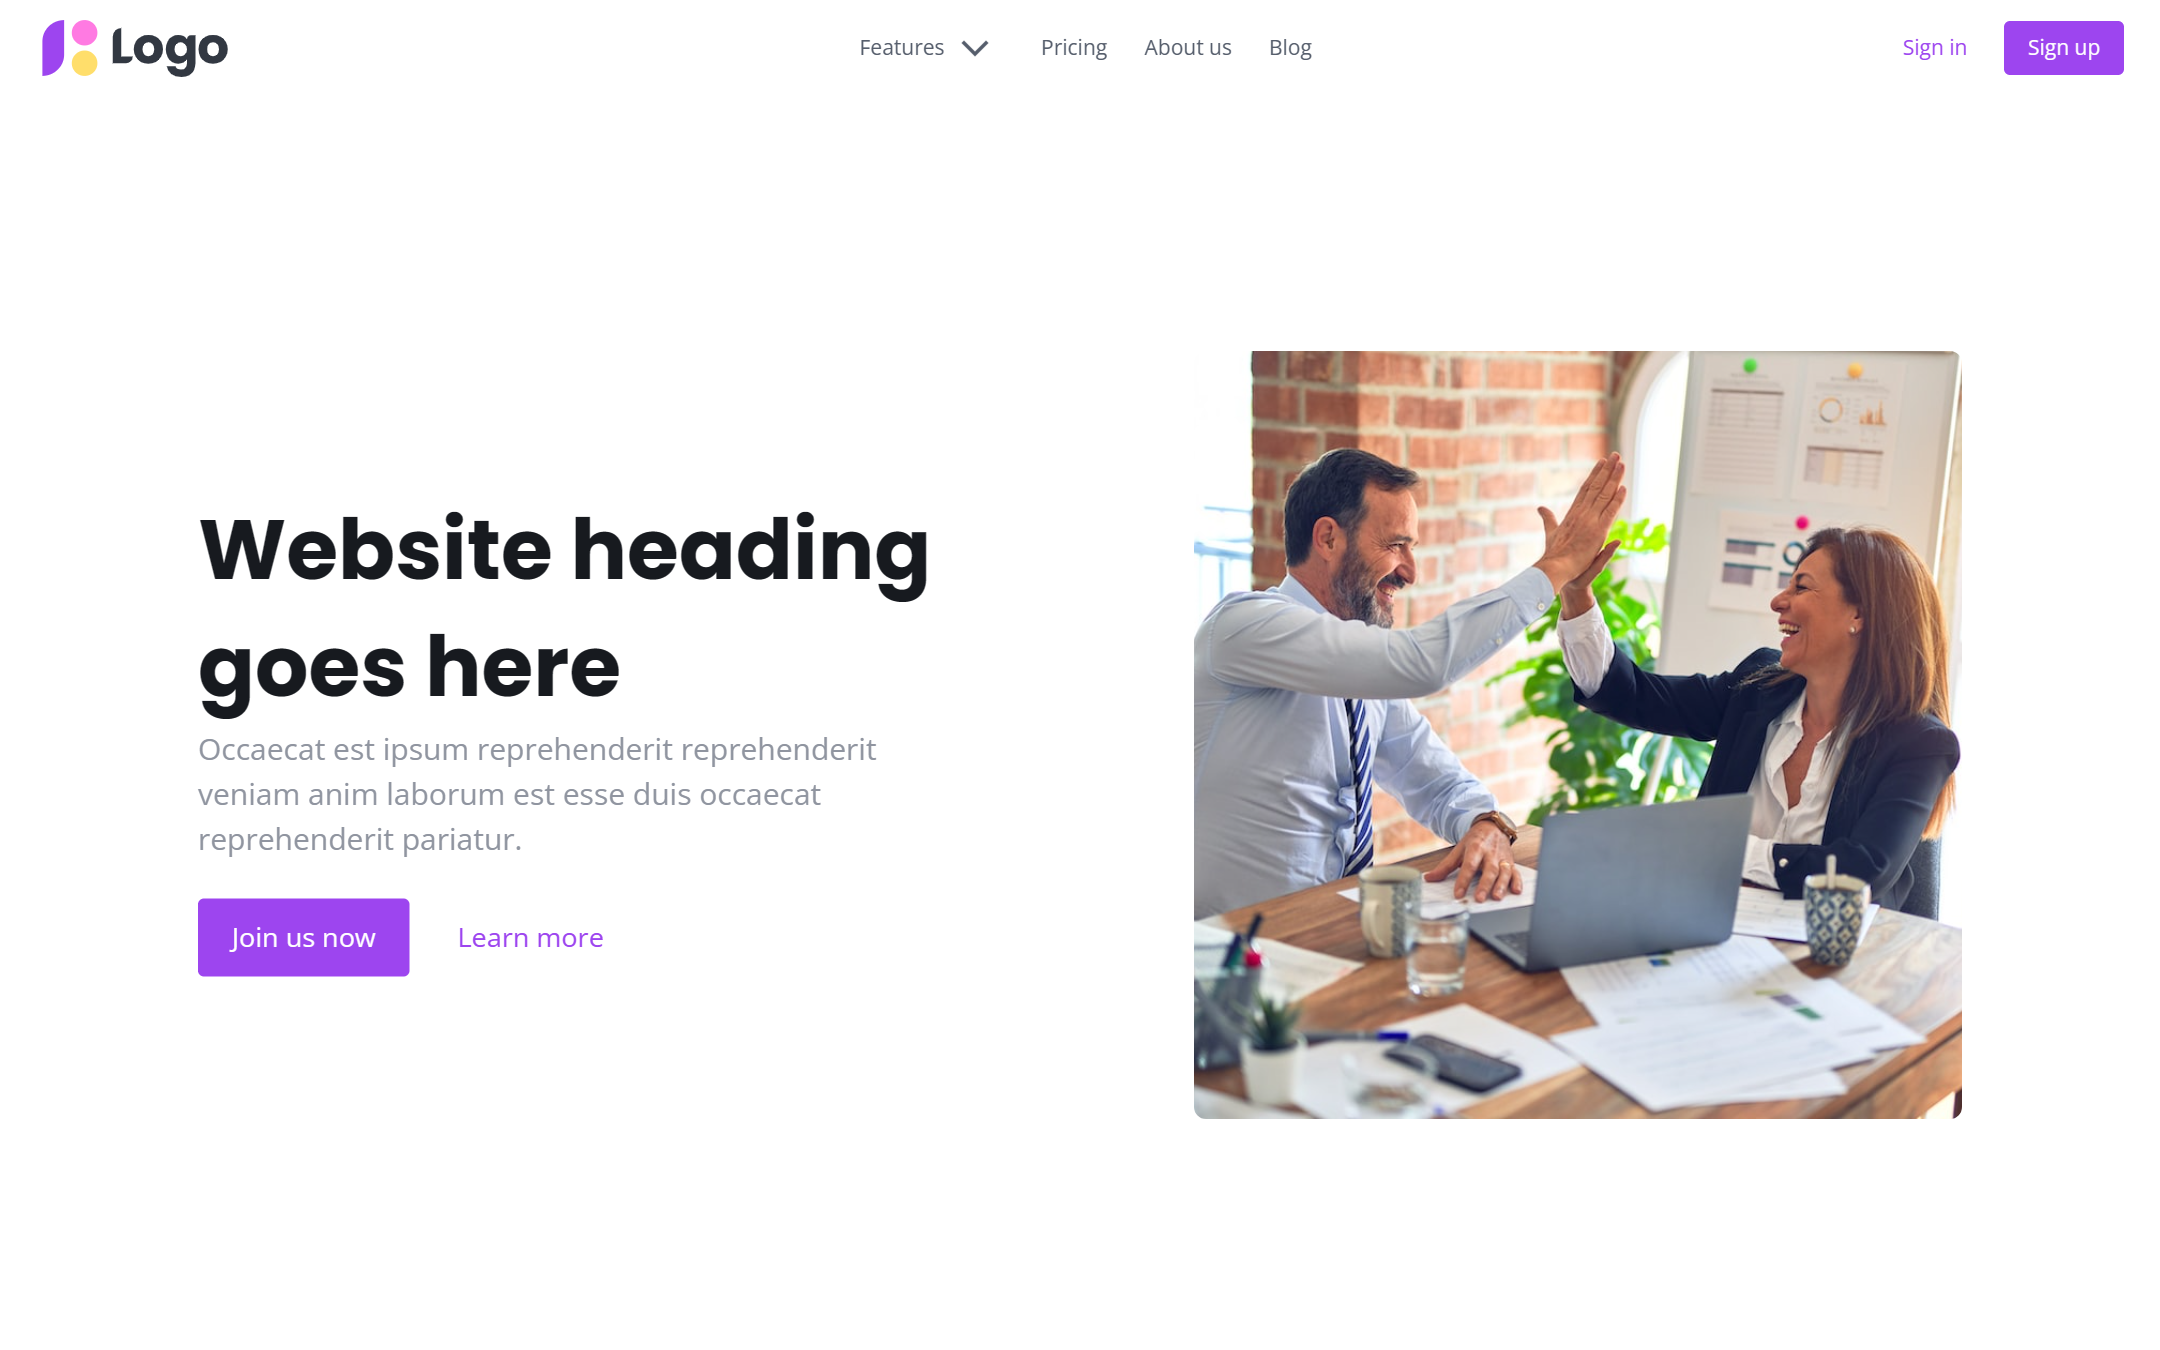 Logo
Features
Pricing
About us
Blog
Sign in
Sign up
Website heading
goes here
Occaecat est ipsum reprehenderit reprehenderit
veniam anim laborum est esse duis occaecat
reprehenderit pariatur.
Join us now
Learn more